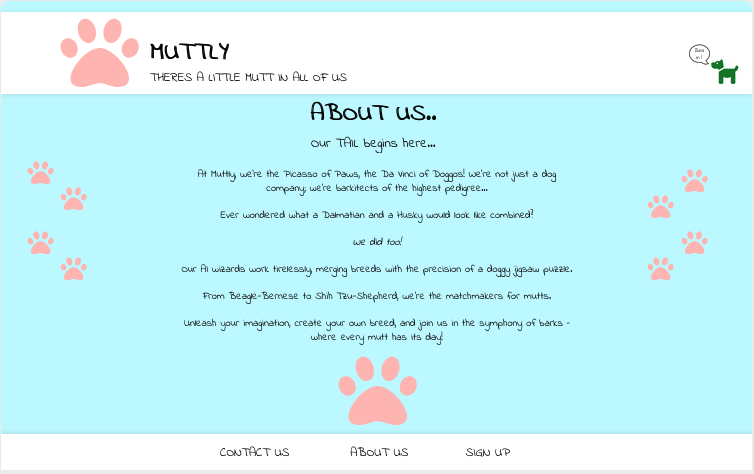 MUTTLY
THERES A LITTLE MUTT IN ALL OF US
ABOUT US..
Our TAIL begins here...
At Muttly, we're the Picasso of Paws, the Da Vinci of Doggos! We're not just a dog
company; we're barkitects of the highest pedigree...
Ever wondered what a Dalmatian and a Husky would look like combined?
We did too!
Our AI wizards work tirelessly, merging breeds with the precision of a doggy jigsaw puzzle.
From Beagle-Bernese to Shih Tzu-Shepherd, we're the matchmakers for mutts.
Unleash your imagination, create your own breed, and join us in the symphony of barks -
where every mutt has its day!
CONTACT US
ABOUT US
SIGN UP